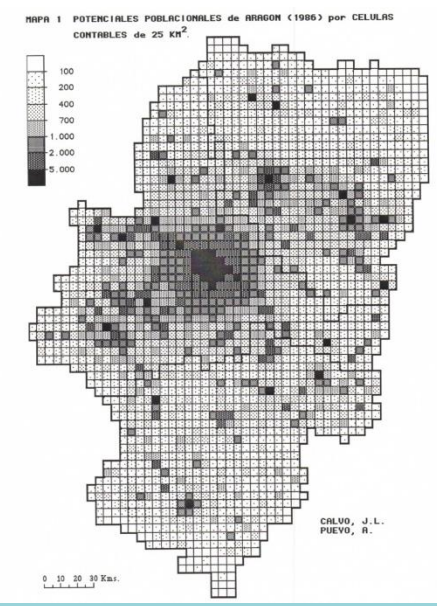 MAPA 1 POTENCIALES POBLACIONALES de ARAGON (1986) por CELULAS
CONTABLES de 25 KM2.
100
200
400
700
1.000
2.000
5.000
CALVO, J.L.
PUEYO, A.
0 10 20 30 Kms.